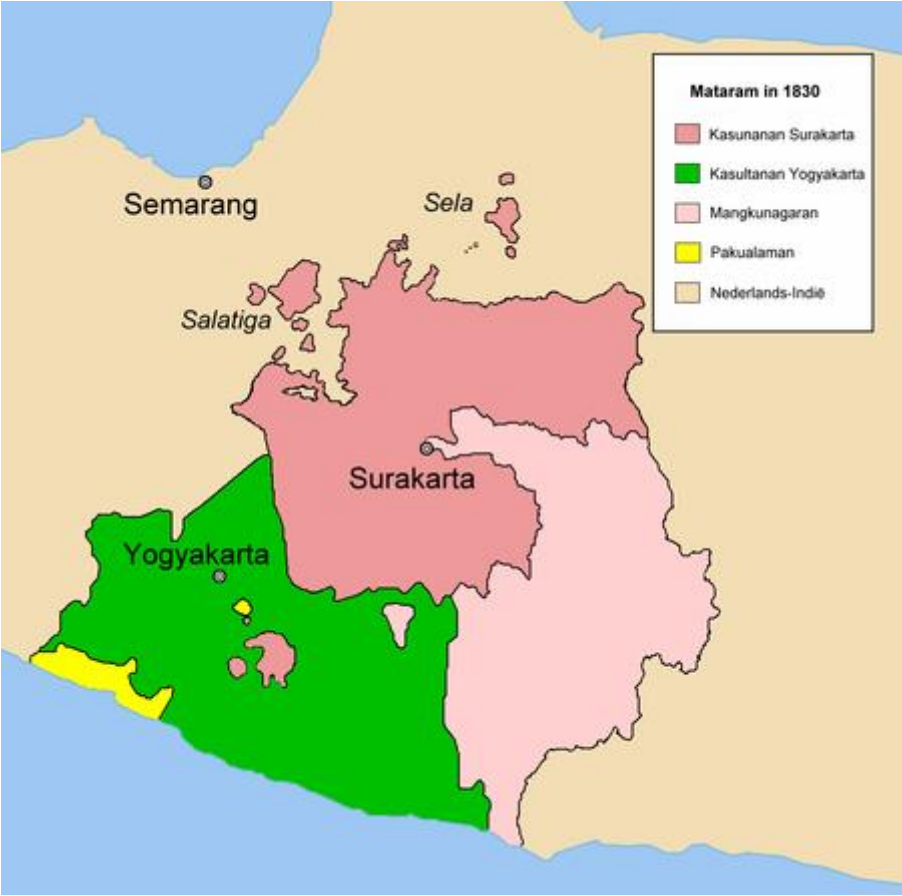 Mataram in 1830
Kasunanan Surakarta
Kasultanan Yogyakarta
Mangkunagaran
Pakualaman
Nederlands-Indië
Semarang
Sela
Salatiga
Surakarta
Yogyakarta